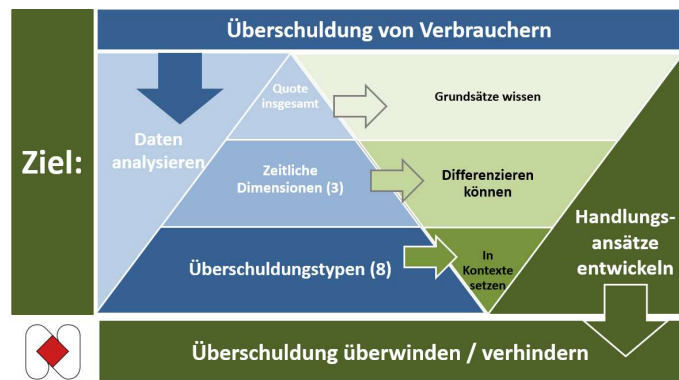 Überschuldung von Verbrauchern
Ziel:
Daten
analysieren
Quote
insgesamt
Grundsätze wissen
Zeitliche
Dimensionen (3)
Differenzieren
können
Überschuldungstypen (8)
In
Kontexte
setzen
Handlungs-
ansätze
entwickeln
Überschuldung überwinden / verhindern